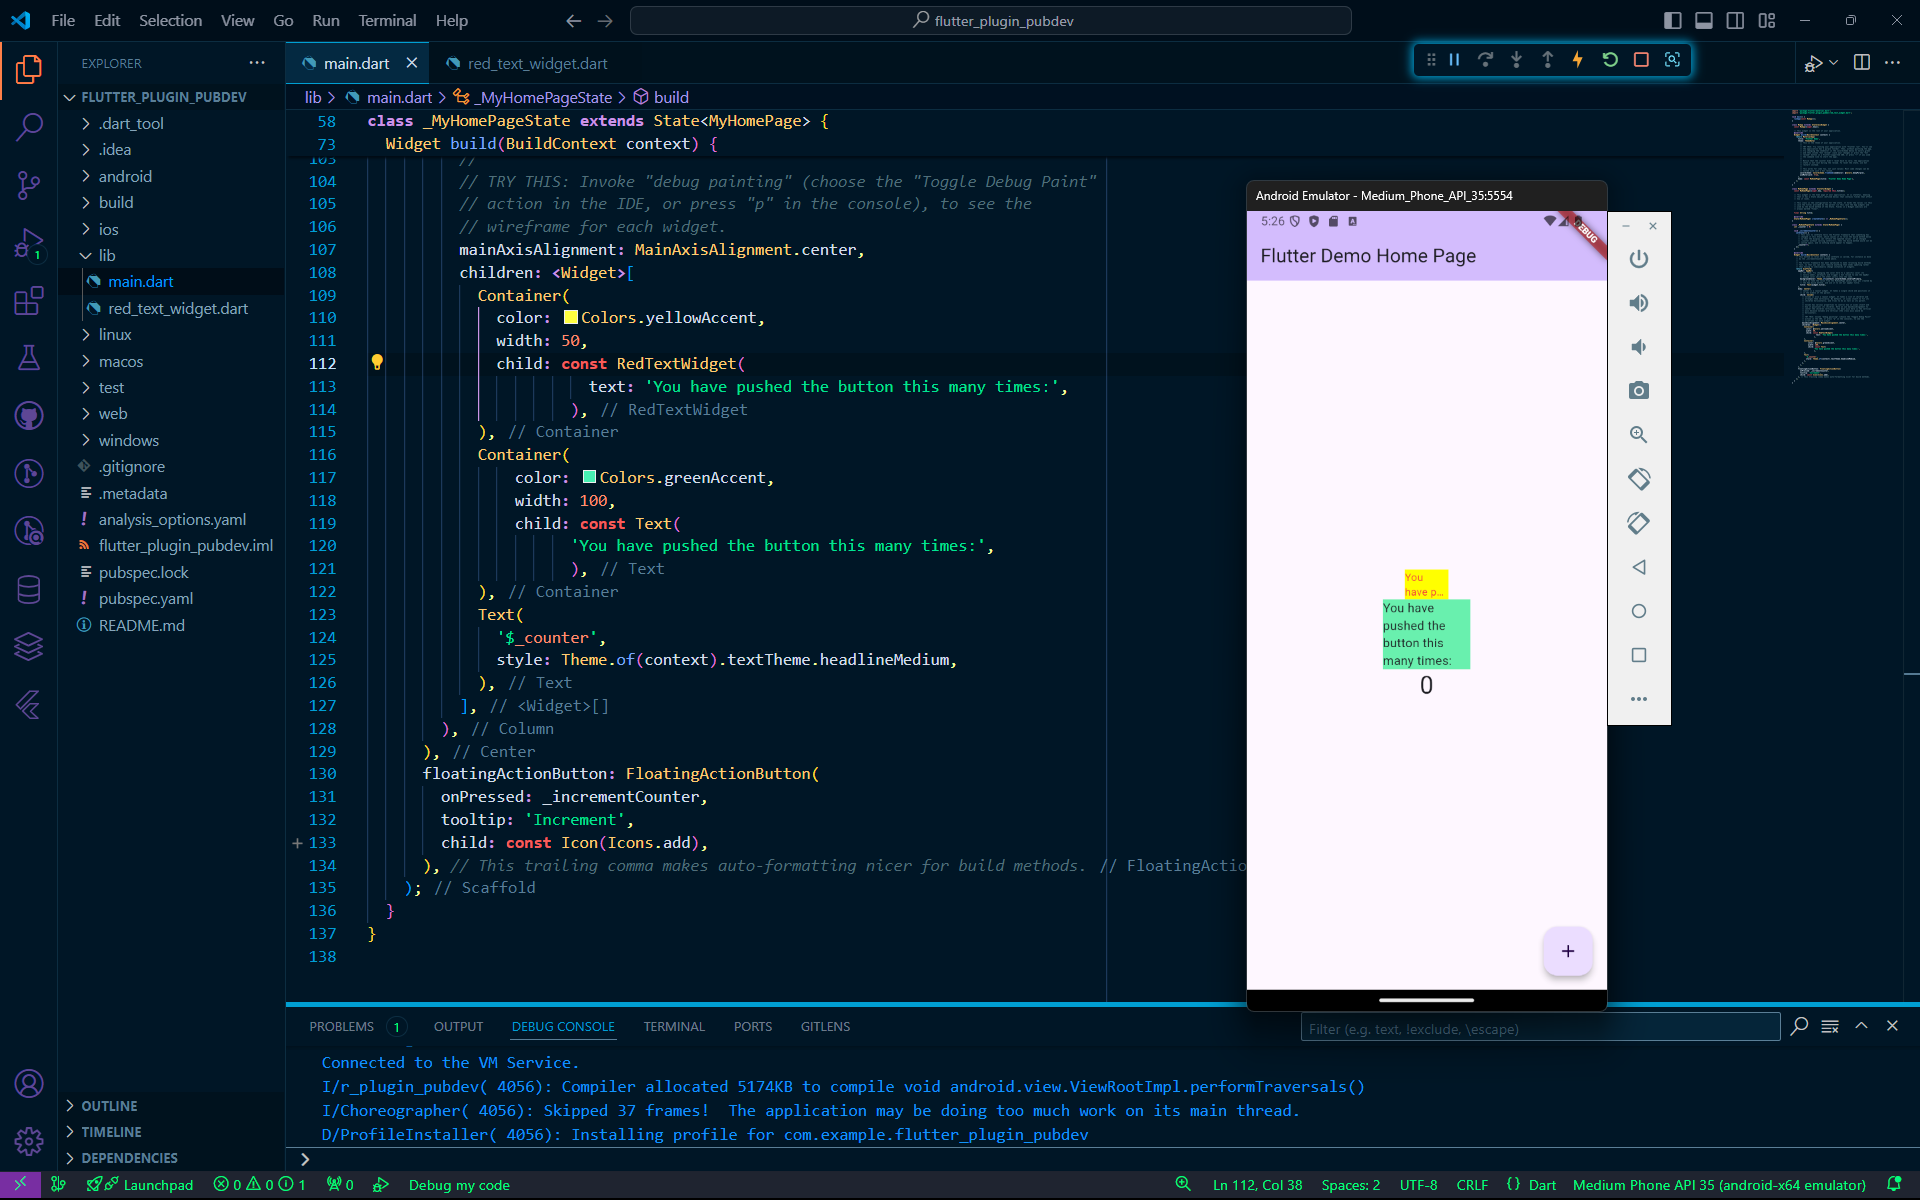 File Edit Selection View Go Run Terminal Help
flutter_plugin_pubdev
EXPLORER
FLUTTER_PLUGIN_PUBDEV
.dart_tool
.idea
android
build
ios
lib
main.dart
red_text_widget.dart
linux
macos
test
web
windows
.gitignore
.metadata
analysis_options.yaml
flutter_plugin_pubdev.iml
pubspec.lock
pubspec.yaml
README.md
OUTLINE
TIMELINE
DEPENDENCIES
1
main.dart red_text_widget.dart
lib > main.dart > _MyHomePageState > build
58 class _MyHomePageState extends State<MyHomePage> {
73 Widget build(BuildContext context) {
103 //
104 // TRY THIS: Invoke "debug painting" (choose the "Toggle Debug Paint"
105 // action in the IDE, or press "p" in the console), to see the
106 // wireframe for each widget.
107 mainAxisAlignment: MainAxisAlignment.center,
108 children: <Widget>[
109 Container(
110 color: Colors.yellowAccent,
111 width: 50,
112 child: const RedTextWidget(
113 text: 'You have pushed the button this many times:',
114 ), // RedTextWidget
115 ), // Container
116 Container(
117 color: Colors.greenAccent,
118 width: 100,
119 child: const Text(
120 'You have pushed the button this many times:',
121 ), // Text
122 ), // Container
123 Text(
124 '$_counter',
125 style: Theme.of(context).textTheme.headlineMedium,
126 ), // Text
127 ], // <Widget>[]
128 ), // Column
129 ), // Center
130 floatingActionButton: FloatingActionButton(
131 onPressed: _incrementCounter,
132 tooltip: 'Increment',
133 child: const Icon(Icons.add),
134 ), // This trailing comma makes auto-formatting nicer for build methods. // FloatingActio
135 ); // Scaffold
136 }
137 }
138
Android Emulator - Medium_Phone_API_35:5554
5:26
Flutter Demo Home Page
You
have p...
You have
pushed the
button this
many times:
0
+
PROBLEMS 1 OUTPUT DEBUG CONSOLE TERMINAL PORTS GITLENS
Filter (e.g. text, !exclude, \escape)
Connected to the VM Service.
I/r_plugin_pubdev( 4056): Compiler allocated 5174KB to compile void android.view.ViewRootImpl.performTraversals()
I/Choreographer( 4056): Skipped 37 frames!  The application may be doing too much work on its main thread.
D/ProfileInstaller( 4056): Installing profile for com.example.flutter_plugin_pubdev
Launchpad 0 0 1 0 Debug my code Ln 112, Col 38 Spaces: 2 UTF-8 CRLF {} Dart Medium Phone API 35 (android-x64 emulator)